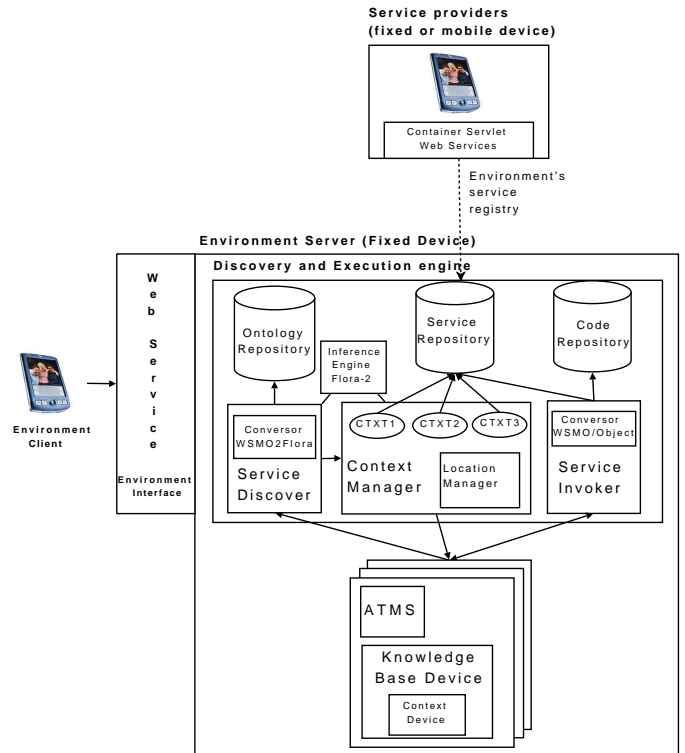 Service providers
(fixed or mobile device)
Container Servlet
Web Services
Environment's
service
registry
Environment Server (Fixed Device)
Discovery and Execution engine
Web Service
Environment
Interface
Environment
Client
Ontology
Repository
Service
Repository
Code
Repository
Inference
Engine
Flora-2
Conversor
WSMO2Flora
Service
Discover
CTXT1
CTXT2
CTXT3
Context
Manager
Location
Manager
Conversor
WSMO/Object
Service
Invoker
ATMS
Knowledge
Base Device
Context
Device